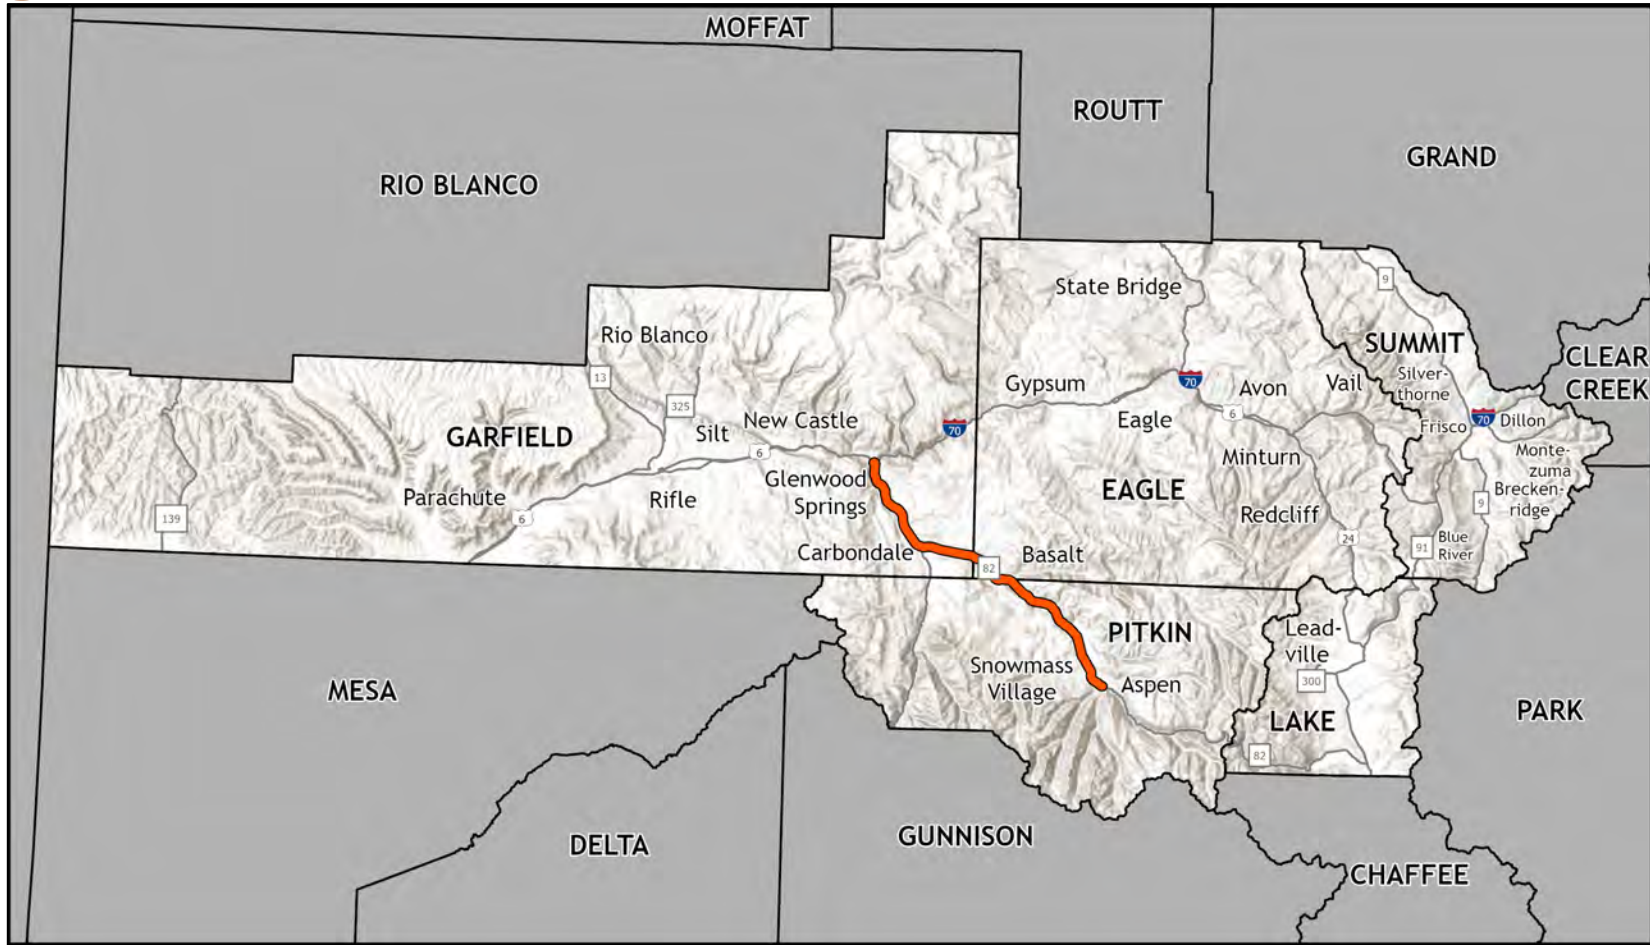 MOFFAT
ROUTT
GRAND
RIO BLANCO
State Bridge
9
Rio Blanco
SUMMIT
CLEAR
CREEK
13
Silver-
thorne
Gypsum
70
Avon
Vail
325
6
New Castle
Eagle
70
Frisco
70
Dillon
GARFIELD
Silt
6
Minturn
Monte-
zuma
Glenwood
Springs
EAGLE
Brecken-
ridge
Parachute
Rifle
9
139
6
Redcliff
24
91
Blue
River
Carbondale
82
Basalt
PITKIN
Lead-
ville
Snowmass
Village
Aspen
300
MESA
LAKE
PARK
82
DELTA
GUNNISON
CHAFFEE